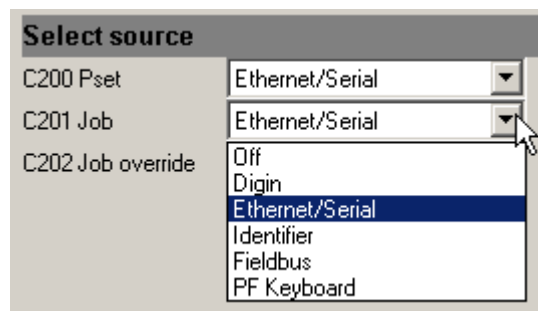 Select source
C200 Pset Ethernet/Serial
C201 Job Ethernet/Serial
C202 Job override Off
Digin
Ethernet/Serial
Identifier
Fieldbus
PF Keyboard